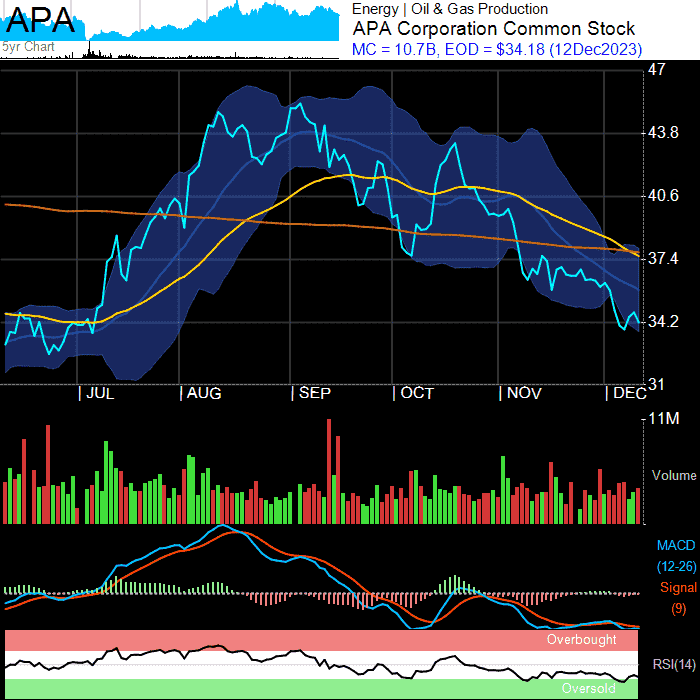 APA
5yr Chart
Energy | Oil & Gas Production
APA Corporation Common Stock
MC = 10.7B, EOD = $34.18 (12Dec2023)
47
43.8
40.6
37.4
34.2
31
| JUL | AUG | SEP | OCT | NOV | DEC
11M
Volume
MACD
(12-26)
Signal
(9)
Overbought
RSI(14)
Oversold